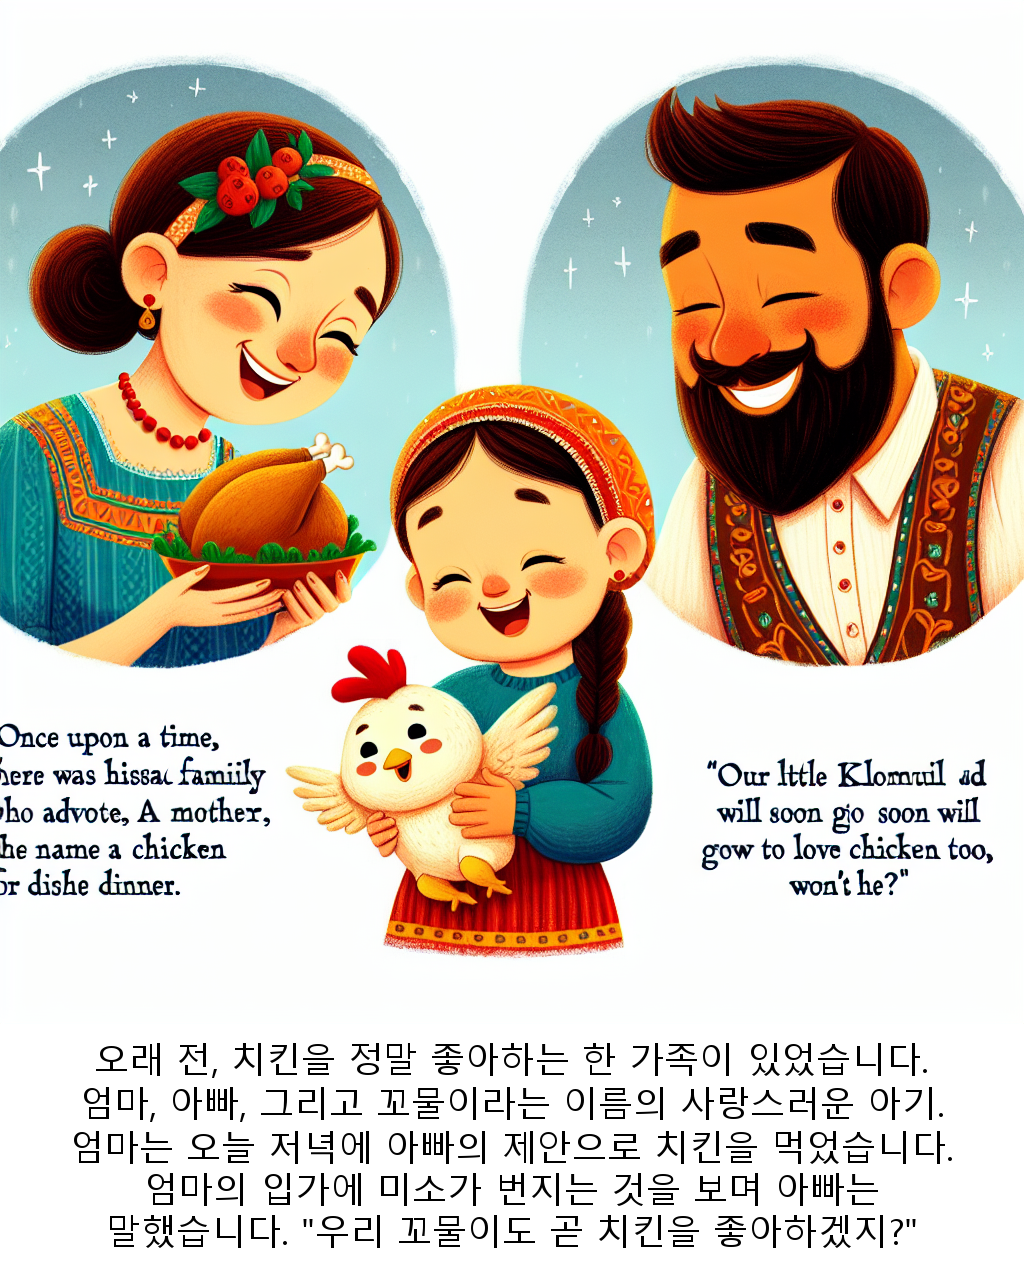 Once upon a time,
here was hissat famiily
ho advote, A mother,
he name a chicken
or dishe dinner.
"Our lttle Klomuil ad
will soon gio soon will
gow to love chicken too,
won't he?"
오래 전, 치킨을 정말 좋아하는 한 가족이 있었습니다.
엄마, 아빠, 그리고 꼬물이라는 이름의 사랑스러운 아기.
엄마는 오늘 저녁에 아빠의 제안으로 치킨을 먹었습니다.
엄마의 입가에 미소가 번지는 것을 보며 아빠는
말했습니다. "우리 꼬물이도 곧 치킨을 좋아하겠지?"